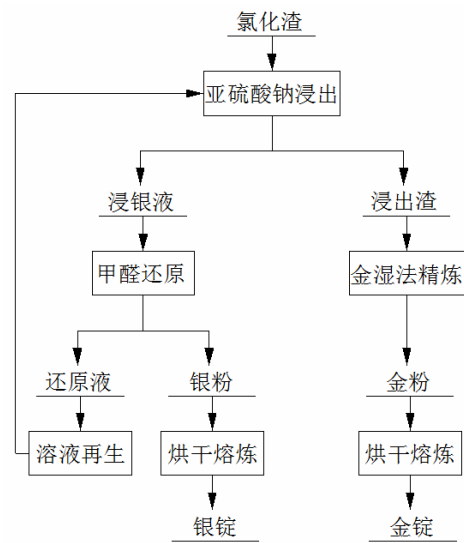 氯化渣
亚硫酸钠浸出
浸银液
浸出渣
甲醛还原
金湿法精炼
还原液
银粉
金粉
溶液再生
烘干熔炼
烘干熔炼
银锭
金锭